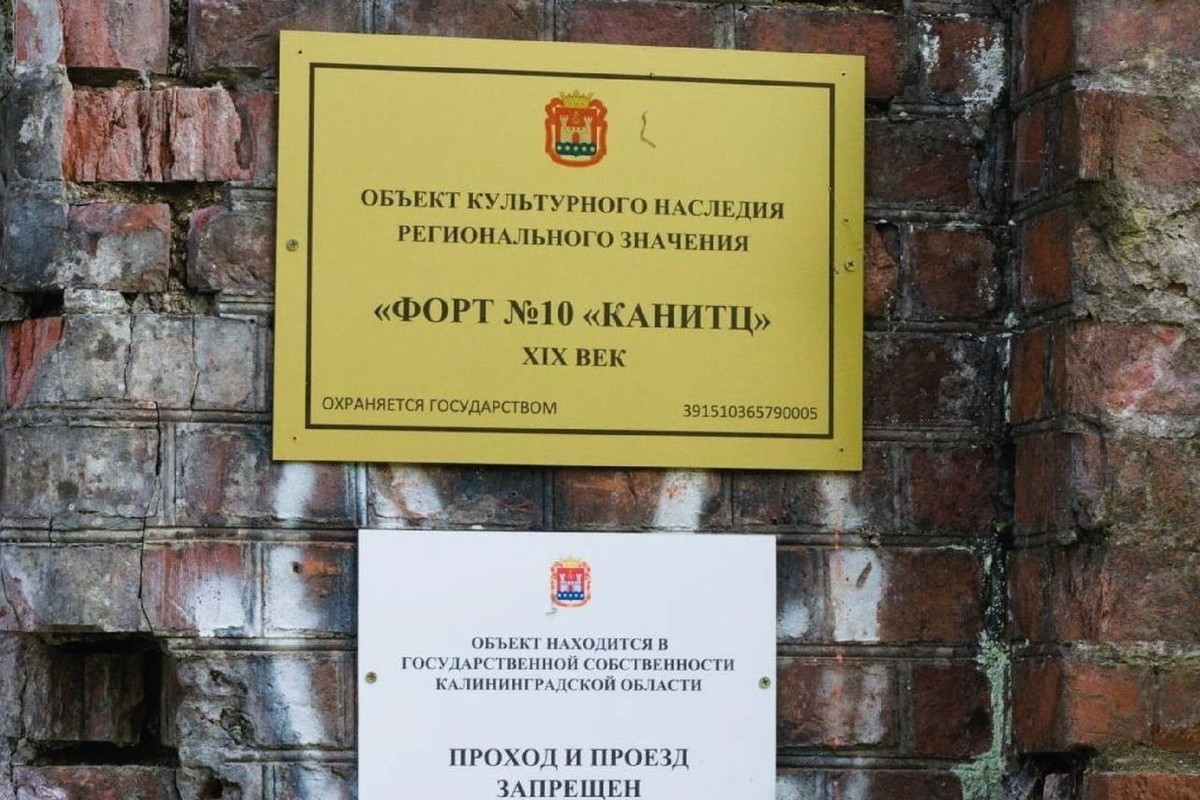 ОБЪЕКТ КУЛЬТУРНОГО НАСЛЕДИЯ
РЕГИОНАЛЬНОГО ЗНАЧЕНИЯ
«ФОРТ №10 «КАНИТЦ»
XIX ВЕК
ОХРАНЯЕТСЯ ГОСУДАРСТВОМ 391510365790005
ОБЪЕКТ НАХОДИТСЯ В
ГОСУДАРСТВЕННОЙ СОБСТВЕННОСТИ
КАЛИНИНГРАДСКОЙ ОБЛАСТИ
ПРОХОД И ПРОЕЗД
ЗАПРЕЩЕН